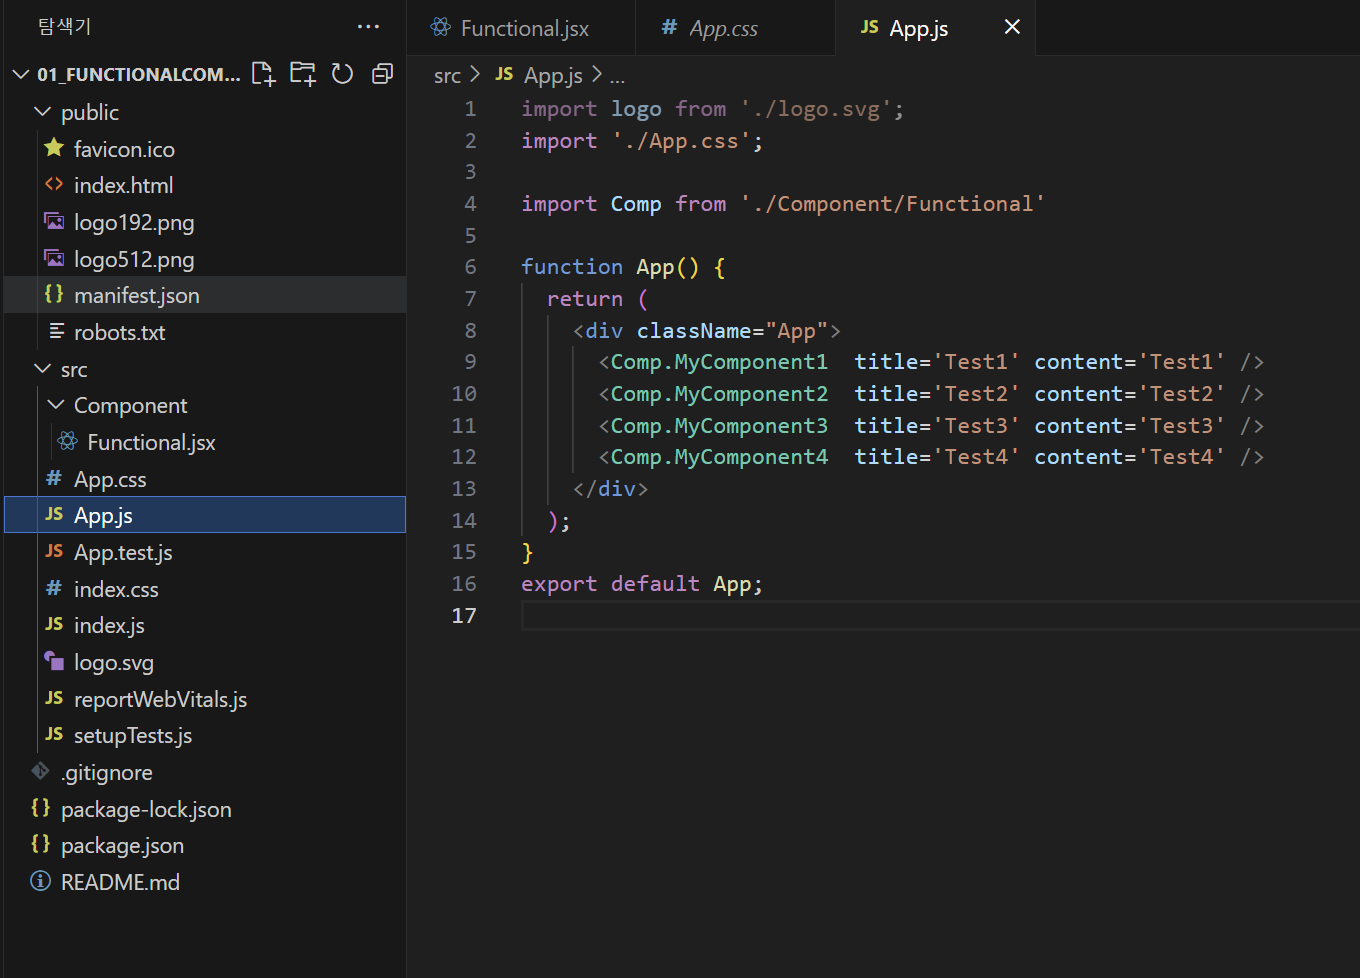 탐색기 ...
01_FUNCTIONALCOM...
public
favicon.ico
index.html
logo192.png
logo512.png
manifest.json
robots.txt
src
Component
Functional.jsx
App.css
App.js
App.test.js
index.css
index.js
logo.svg
reportWebVitals.js
setupTests.js
.gitignore
package-lock.json
package.json
README.md
Functional.jsx # App.css JS App.js
src > JS App.js > ...
1 import logo from './logo.svg';
2 import './App.css';
3
4 import Comp from './Component/Functional'
5
6 function App() {
7 return (
8 <div className="App">
9 <Comp.MyComponent1 title='Test1' content='Test1' />
10 <Comp.MyComponent2 title='Test2' content='Test2' />
11 <Comp.MyComponent3 title='Test3' content='Test3' />
12 <Comp.MyComponent4 title='Test4' content='Test4' />
13 </div>
14 );
15 }
16 export default App;
17